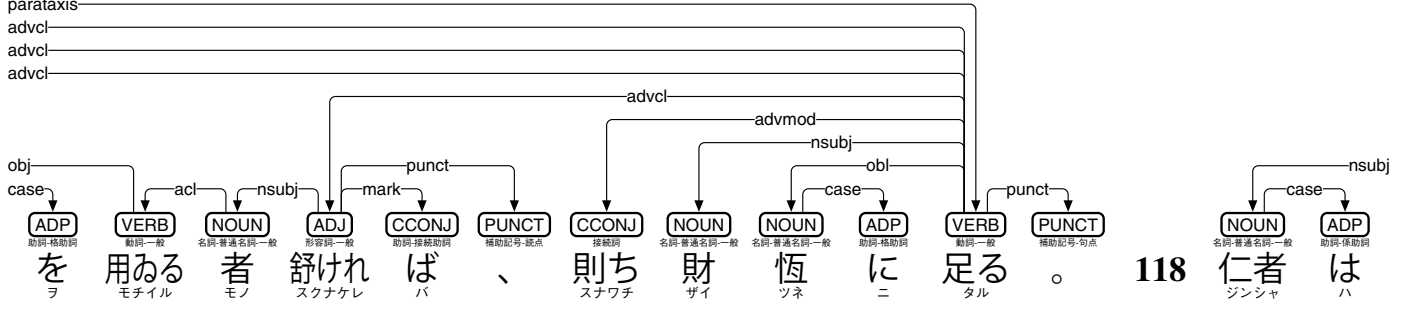 parataxis
advcl
advcl
advcl
advcl
advmod
nsubj
obj punct obl nsubj
case acl nsubj mark case punct case
ADP VERB NOUN ADJ CCONJ PUNCT CCONJ NOUN NOUN ADP VERB PUNCT NOUN ADP
助詞-格助詞 動詞-一般 名詞-普通名詞-一般 形容詞-一般 助詞-接続助詞 補助記号-読点 接続詞 名詞-普通名詞-一般 名詞-普通名詞-一般 助詞-格助詞 動詞-一般 補助記号-句点 名詞-普通名詞-一般 助詞-係助詞
を 用ゐる 者 舒けれ ば 、 則ち 財 恆 に 足る 。 118 仁者 は
ヲ モチイル モノ スクナケレ バ スナワチ ザイ ツネ ニ タル ジンシャ ハ